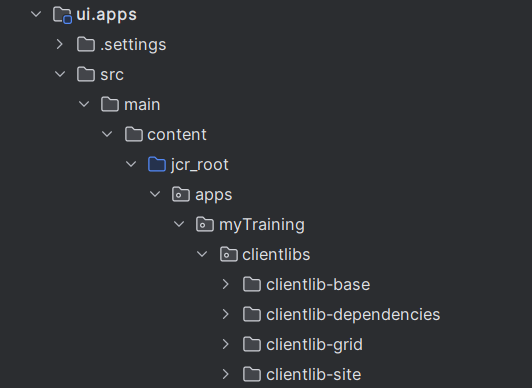 ui.apps
.settings
src
main
content
jcr_root
apps
myTraining
clientlibs
clientlib-base
clientlib-dependencies
clientlib-grid
clientlib-site